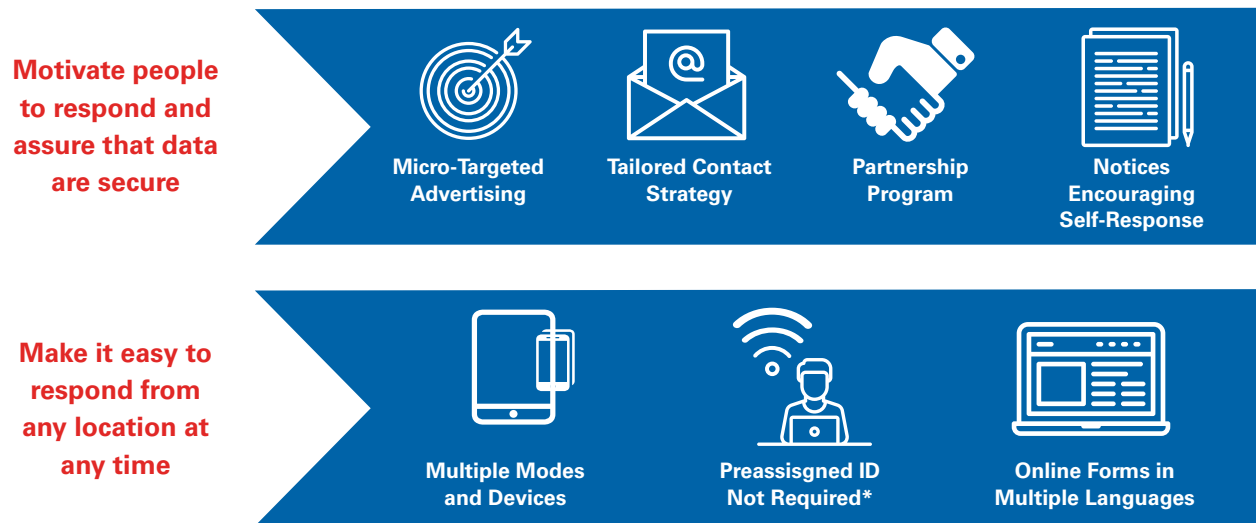 Motivate people
to respond and
assure that data
are secure
@
Micro-Targeted
Advertising
Tailored Contact
Strategy
Partnership
Program
Notices
Encouraging
Self-Response
Make it easy to
respond from
any location at
any time
Multiple Modes
and Devices
Preassisgned ID
Not Required*
Online Forms in
Multiple Languages